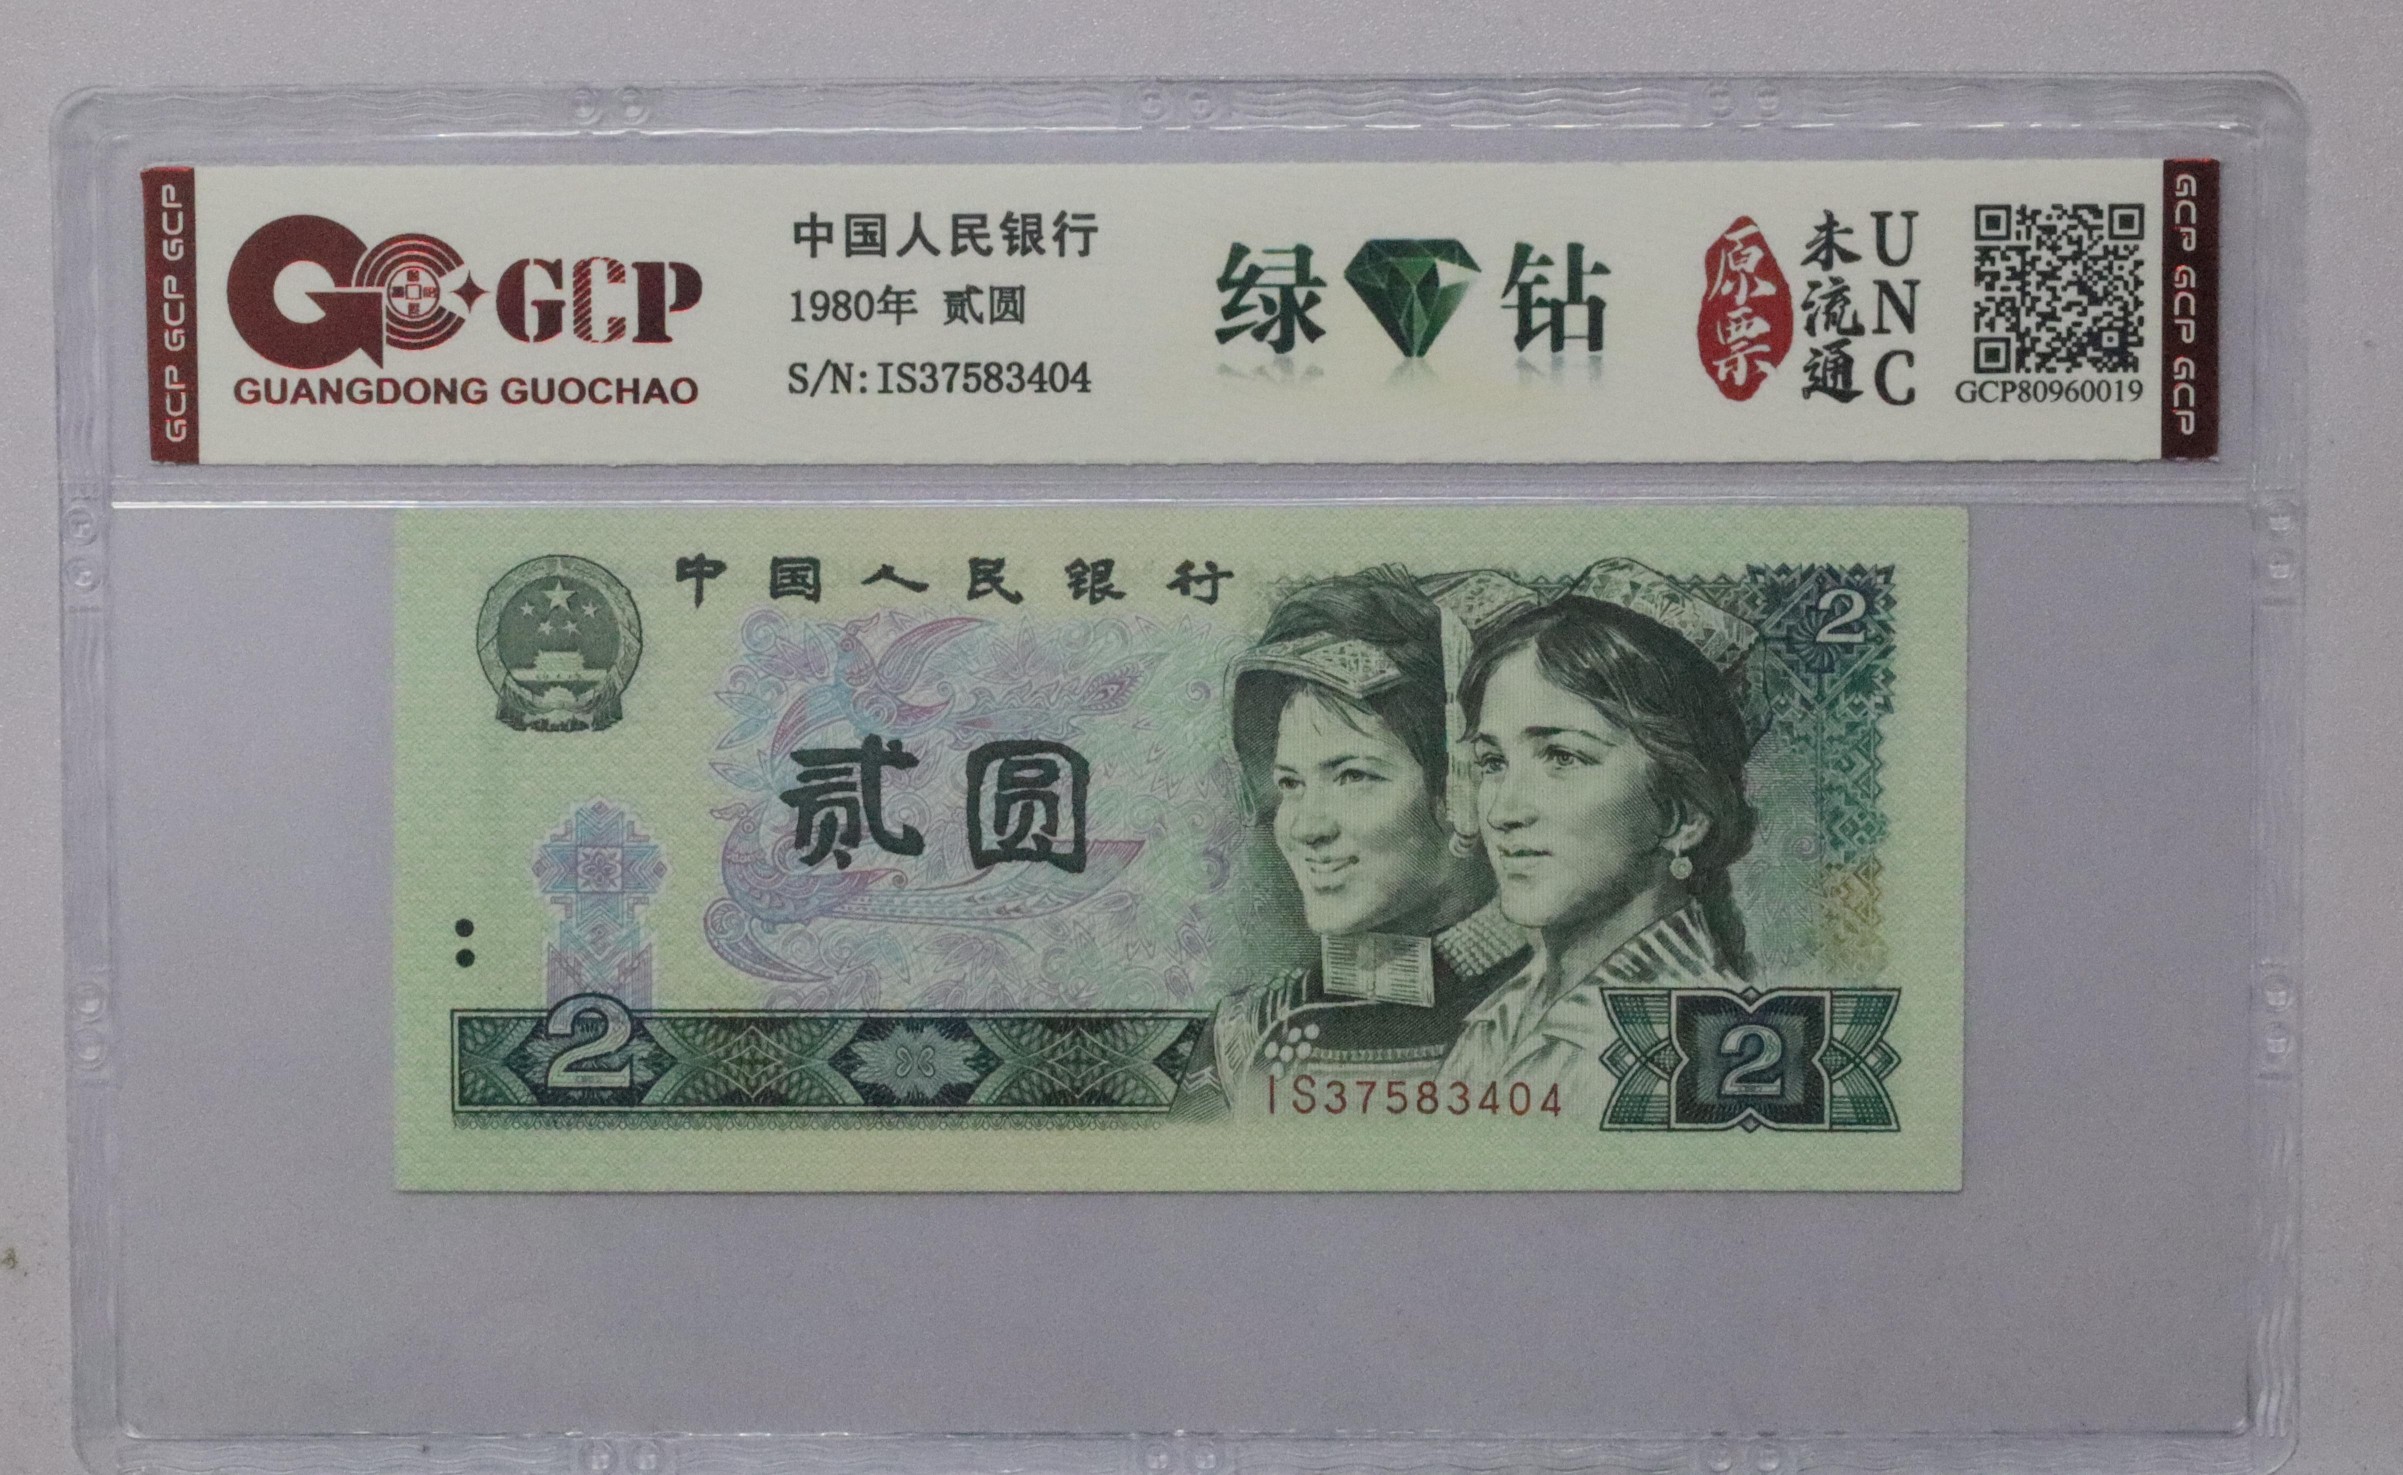 GCP GCP GCP
GCP
GUANGDONG GUOCHAO
中国人民银行
1980年 贰圆
S/N: IS37583404
绿钻
原票
未流通
UNC
GCP80960019
GCP GCP GCP
中国人民银行
2
贰圆
2
IS37583404
2